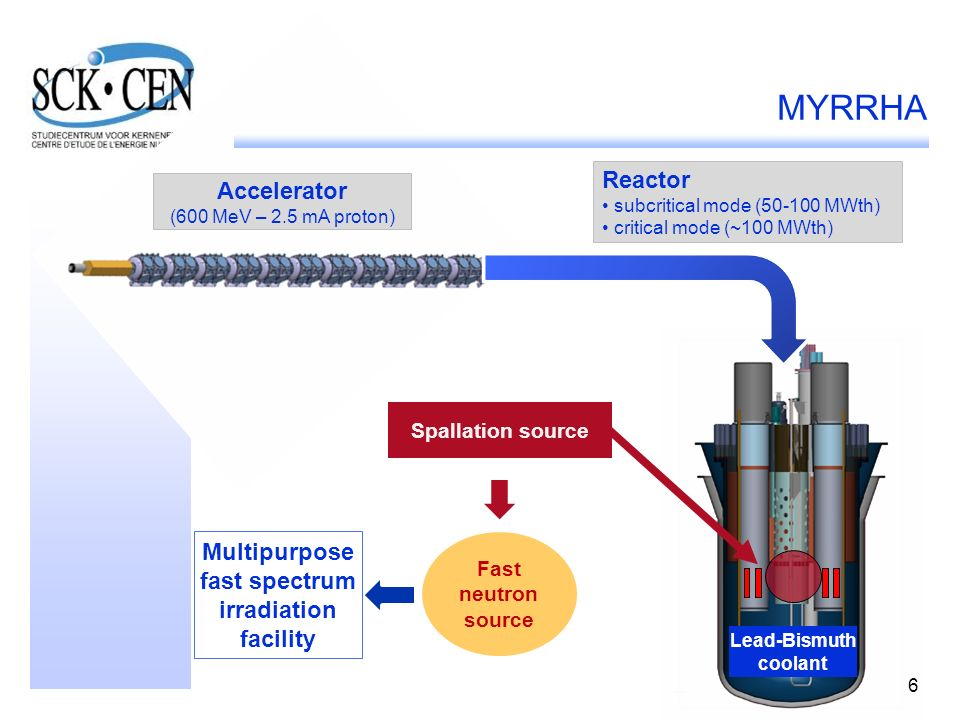 SCK•CEN
STUDIECENTRUM VOOR
CENTRE D'ETUDE DE L'ENERGIE
MYRRHA
Accelerator
(600 MeV – 2.5 mA proton)
Reactor
• subcritical mode (50-100 MWth)
• critical mode (~100 MWth)
Spallation source
Fast
neutron
source
Multipurpose
fast spectrum
irradiation
facility
Lead-Bismuth
coolant
6